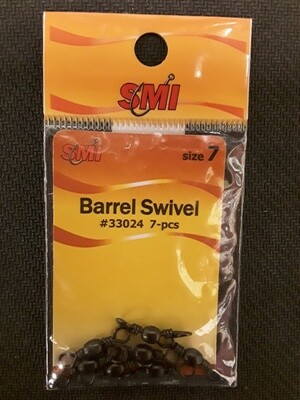 SMI
SMI size 7
Barrel Swivel
#33024 7-pcs